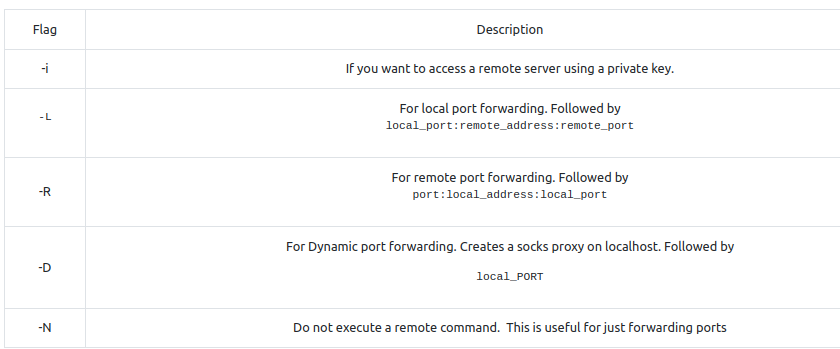 Flag Description
-i If you want to access a remote server using a private key.
-L For local port forwarding. Followed by
local_port:remote_address:remote_port
-R For remote port forwarding. Followed by
port:local_address:local_port
-D For Dynamic port forwarding. Creates a socks proxy on localhost. Followed by
local_PORT
-N Do not execute a remote command.  This is useful for just forwarding ports